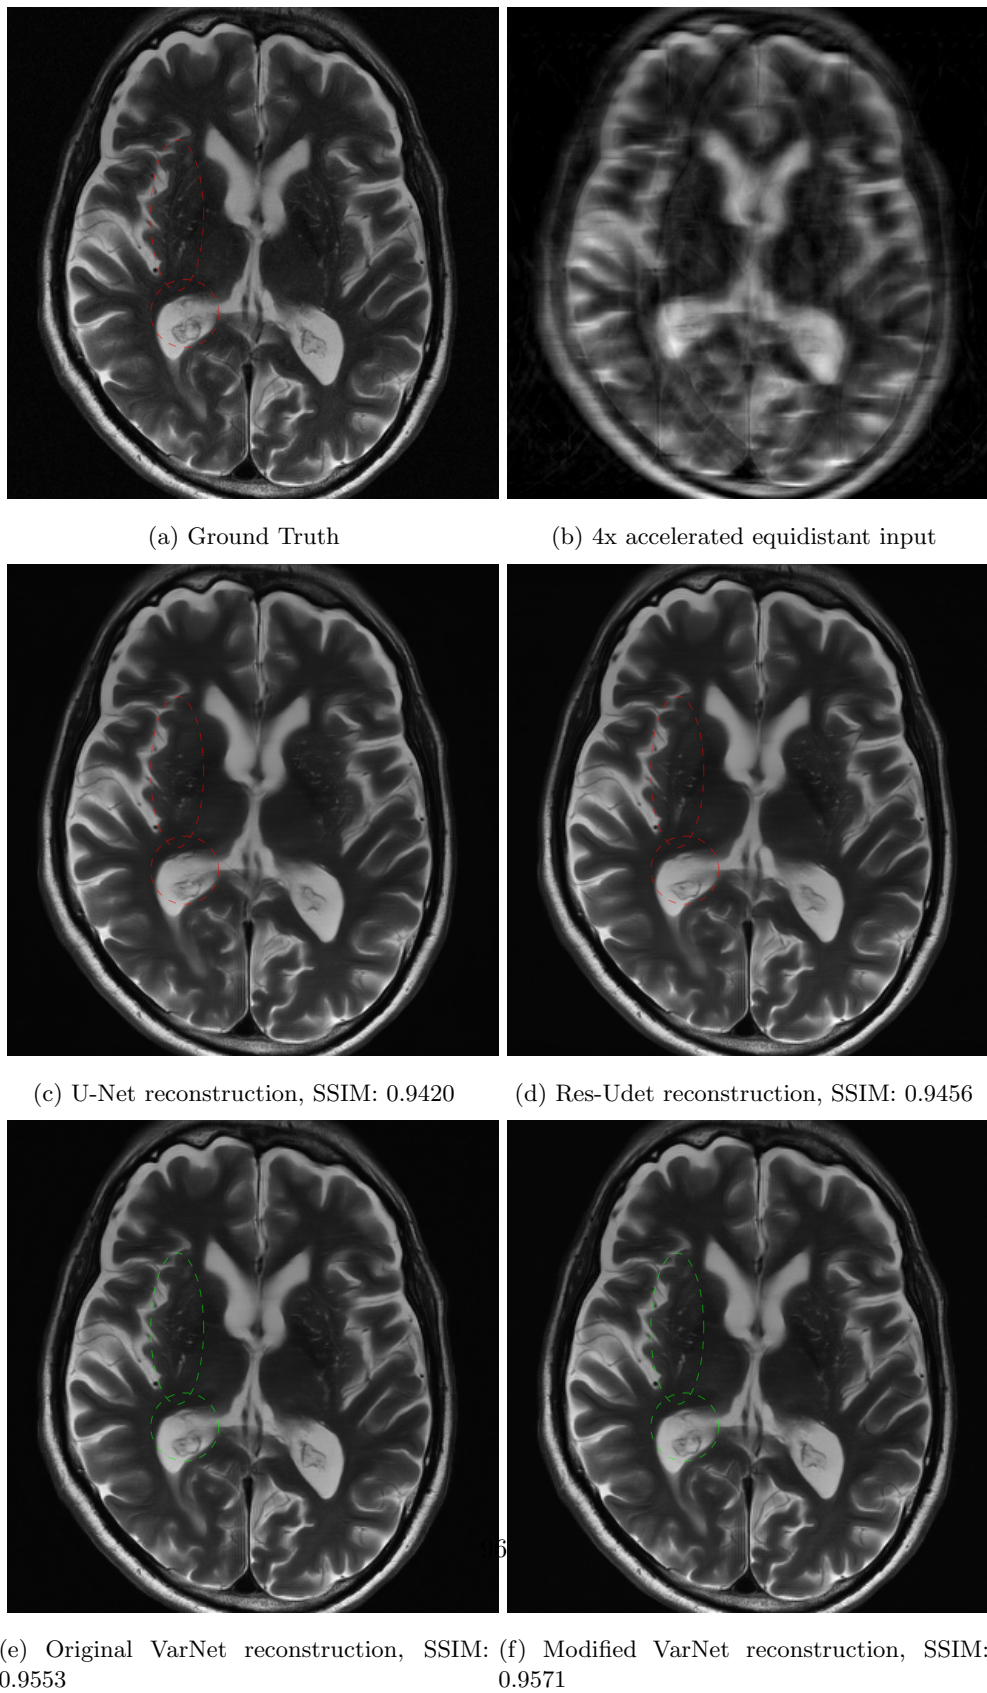 (a) Ground Truth
(b) 4x accelerated equidistant input
(c) U-Net reconstruction, SSIM: 0.9420
(d) Res-Udet reconstruction, SSIM: 0.9456
96
(e) Original VarNet reconstruction, SSIM:
0.9553
(f) Modified VarNet reconstruction, SSIM:
0.9571